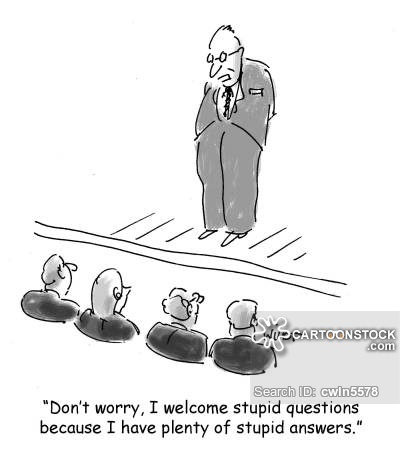 CARTOONSTOCK
.com
Search ID: cwln5578
“Don’t worry, I welcome stupid questions
because I have plenty of stupid answers.”